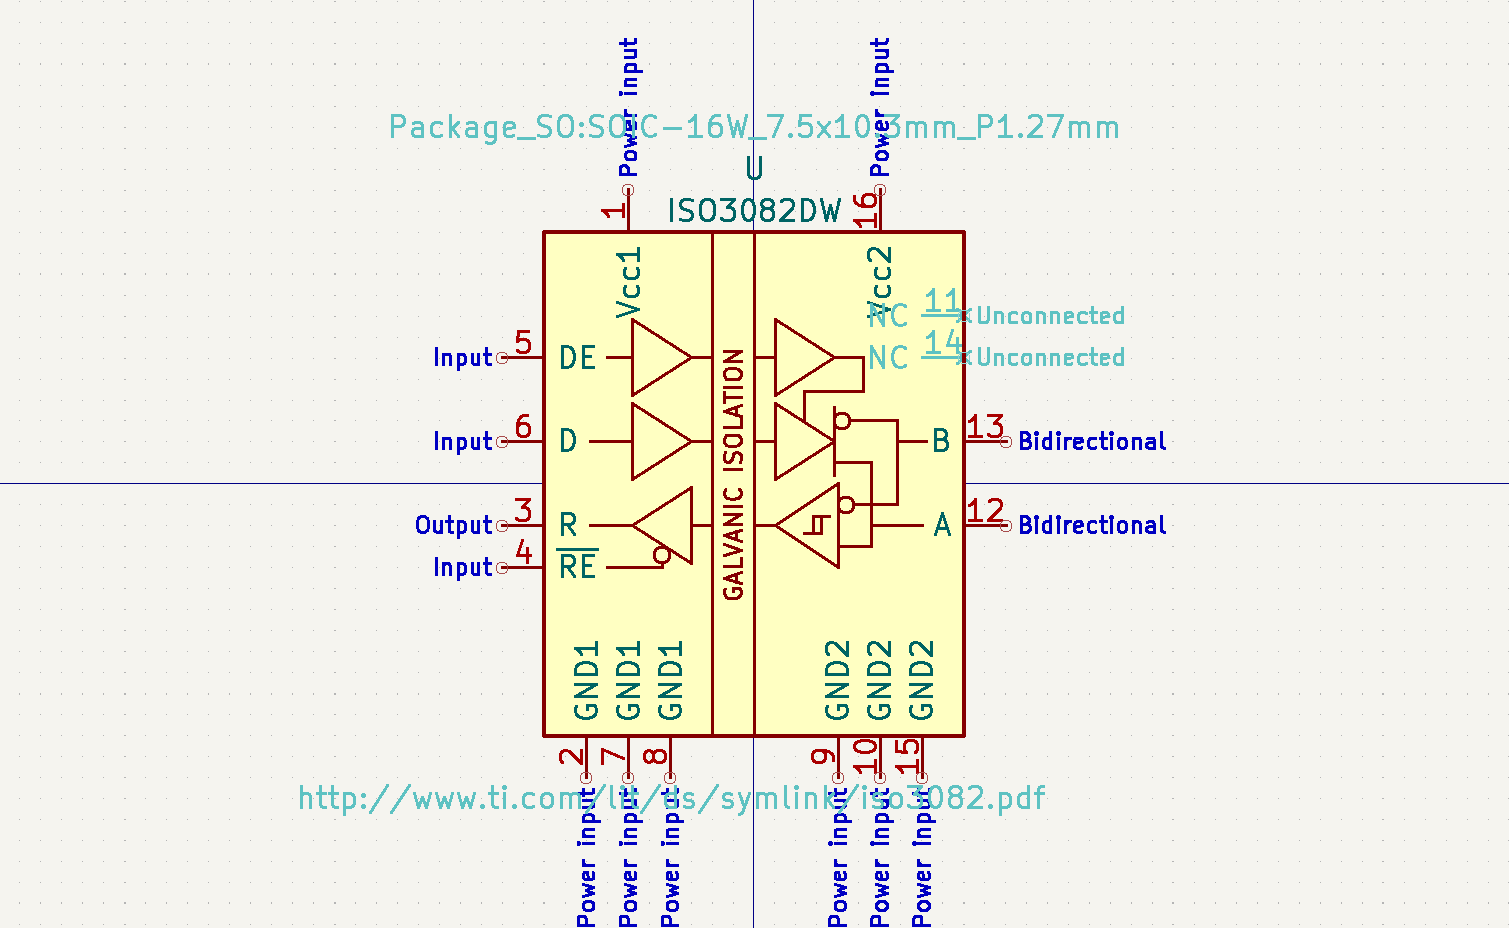 Power input
Power input
Package_SO:SOIC-16W_7.5x10.3mm_P1.27mm
U
1
ISO3082DW
16
Vcc1
Vcc2
NC 11 Unconnected
Input 5 DE
NC 14 Unconnected
GALVANIC ISOLATION
Input 6 D
B 13 Bidirectional
Output 3 R
A 12 Bidirectional
Input 4 RE
GND1 GND1 GND1 GND2 GND2 GND2
2 7 8 9 10 15
http://www.ti.com/lit/ds/symlink/iso3082.pdf
Power input
Power input
Power input
Power input
Power input
Power input